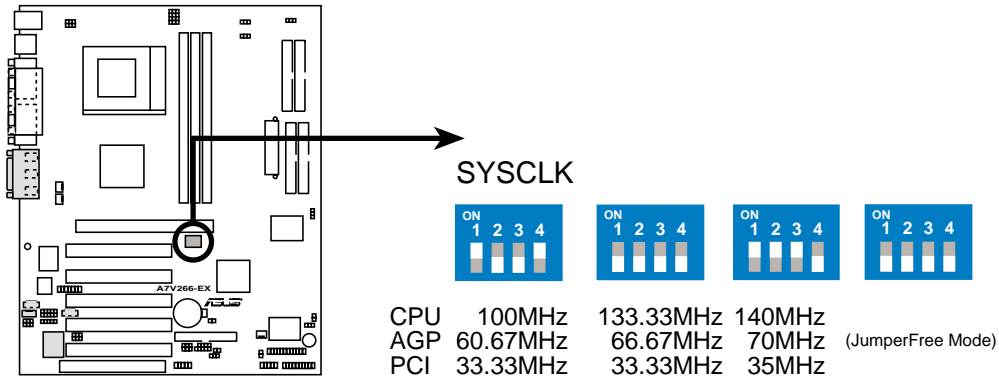 SYSCLK
ON ON ON ON
1 2 3 4 1 2 3 4 1 2 3 4 1 2 3 4
A7V266-EX
ASUS
CPU 100MHz 133.33MHz 140MHz
AGP 60.67MHz 66.67MHz 70MHz (JumperFree Mode)
PCI 33.33MHz 33.33MHz 35MHz